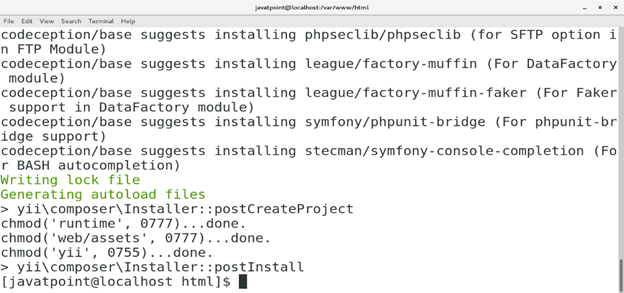 javatpoint@localhost:/var/www/html
File Edit View Search Terminal Help
codeception/base suggests installing phpseclib/phpseclib (for SFTP option i
n FTP Module)
codeception/base suggests installing league/factory-muffin (For DataFactory
 module)
codeception/base suggests installing league/factory-muffin-faker (For Faker
support in DataFactory module)
codeception/base suggests installing symfony/phpunit-bridge (For phpunit-br
idge support)
codeception/base suggests installing stecman/symfony-console-completion (Fo
r BASH autocompletion)
Writing lock file
Generating autoload files
> yii\composer\Installer::postCreateProject
chmod('runtime', 0777)...done.
chmod('web/assets', 0777)...done.
chmod('yii', 0755)...done.
> yii\composer\Installer::postInstall
[javatpoint@localhost html]$